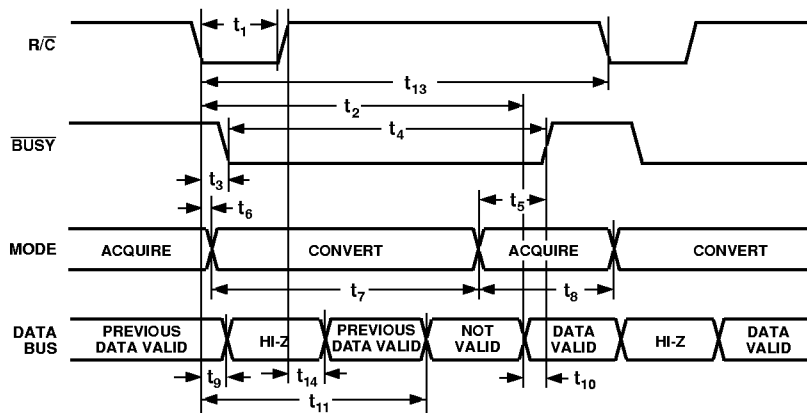 t₁
R/C̅
t₁₃
t₂
t₄
B̅U̅S̅Y̅
t₃
t₅
t₆
MODE
ACQUIRE
CONVERT
ACQUIRE
CONVERT
t₇
t₈
DATA
BUS
PREVIOUS
DATA VALID
HI-Z
PREVIOUS
DATA VALID
NOT
VALID
DATA
VALID
HI-Z
DATA
VALID
t₉
t₁₄
t₁₀
t₁₁